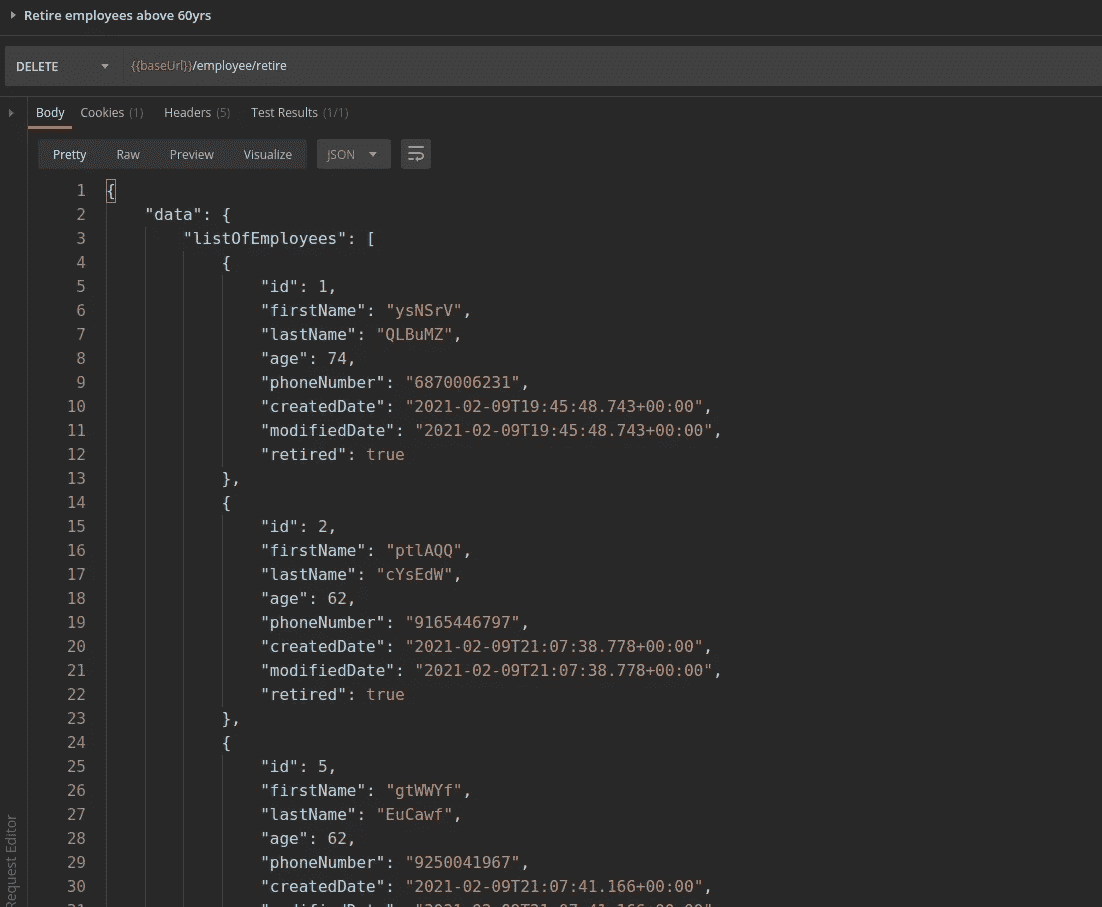 Retire employees above 60yrs
DELETE {{baseUrl}}/employee/retire
Body Cookies (1) Headers (5) Test Results (1/1)
Pretty Raw Preview Visualize JSON
1 {
2 "data": {
3 "listOfEmployees": [
4 {
5 "id": 1,
6 "firstName": "ysNSrV",
7 "lastName": "QLBuMZ",
8 "age": 74,
9 "phoneNumber": "6870006231",
10 "createdDate": "2021-02-09T19:45:48.743+00:00",
11 "modifiedDate": "2021-02-09T19:45:48.743+00:00",
12 "retired": true
13 },
14 {
15 "id": 2,
16 "firstName": "ptlAQQ",
17 "lastName": "cYsEdW",
18 "age": 62,
19 "phoneNumber": "9165446797",
20 "createdDate": "2021-02-09T21:07:38.778+00:00",
21 "modifiedDate": "2021-02-09T21:07:38.778+00:00",
22 "retired": true
23 },
24 {
25 "id": 5,
26 "firstName": "gtWWYf",
27 "lastName": "EuCawf",
28 "age": 62,
29 "phoneNumber": "9250041967",
30 "createdDate": "2021-02-09T21:07:41.166+00:00",
Request Editor